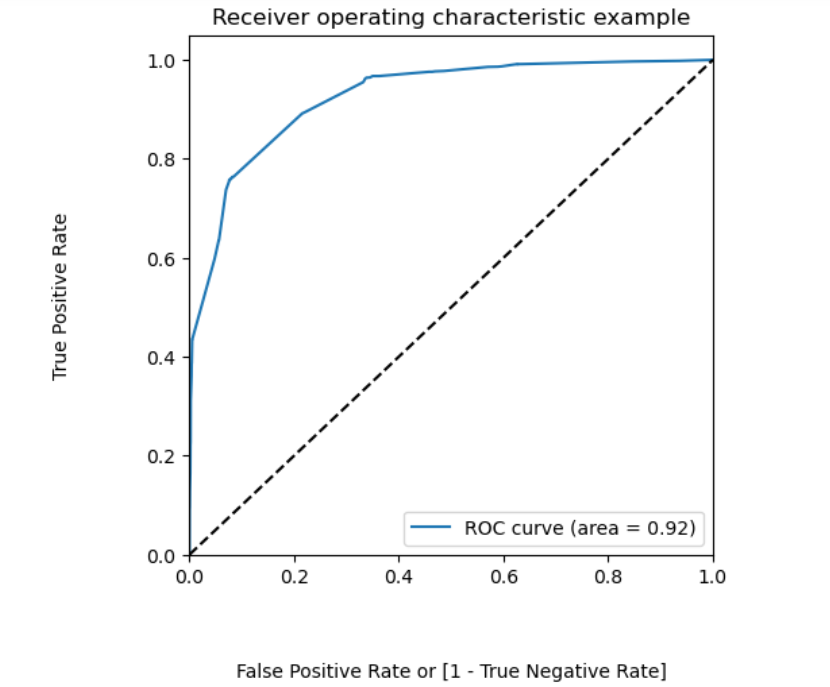 Receiver operating characteristic example
True Positive Rate
1.0
0.8
0.6
0.4
0.2
0.0
ROC curve (area = 0.92)
0.0 0.2 0.4 0.6 0.8 1.0
False Positive Rate or [1 - True Negative Rate]